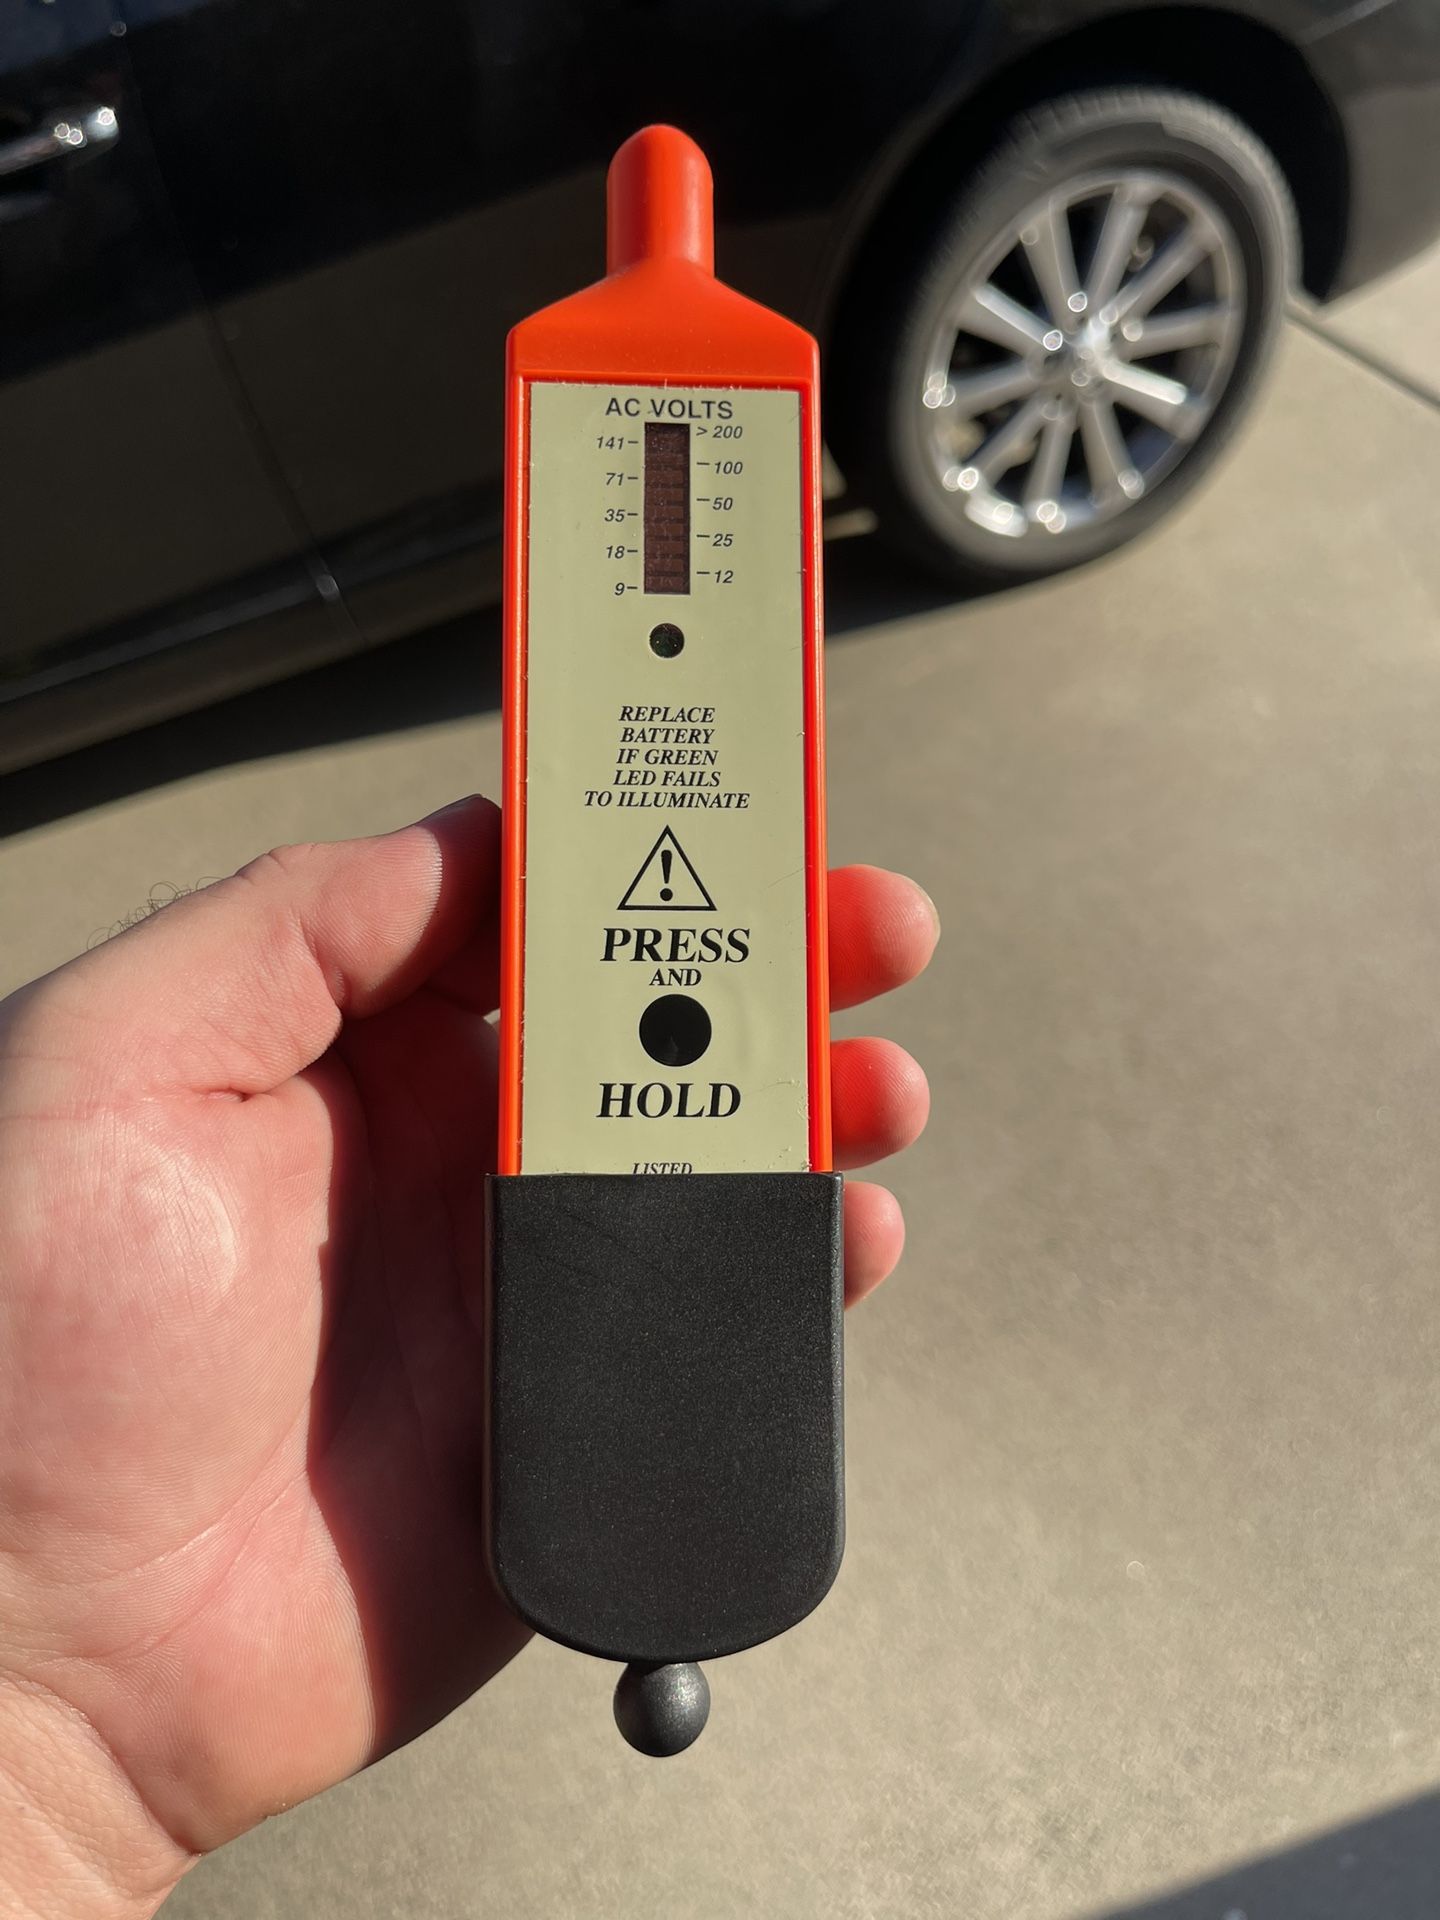 AC VOLTS
> 200
141
100
71
50
35
25
18
12
9
REPLACE
BATTERY
IF GREEN
LED FAILS
TO ILLUMINATE
!
PRESS
AND
HOLD
LISTED